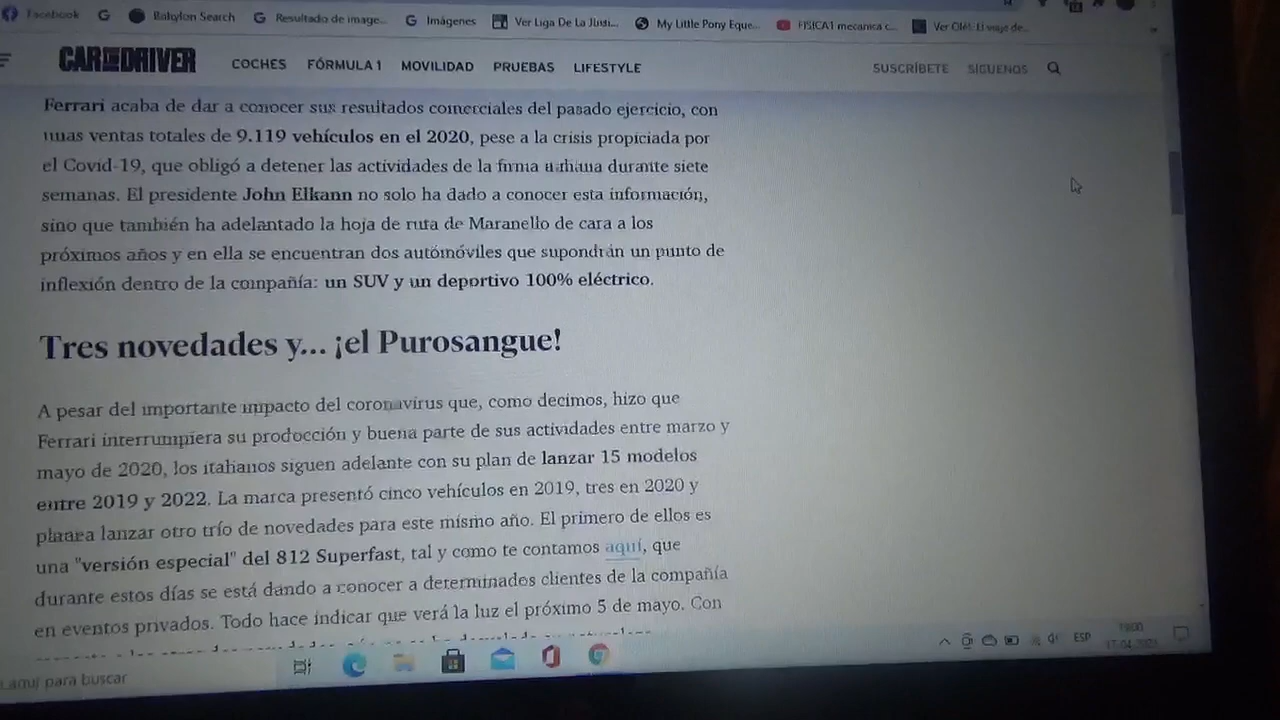 Facebook G Babylon Search Resultado de image... Imágenes Ver Liga De La Justi... My Little Pony Eque... FISICA1 mecanica c... Ver Olé! El viaje de...
CAR AND DRIVER COCHES FÓRMULA 1 MOVILIDAD PRUEBAS LIFESTYLE SUSCRÍBETE SÍGUENOS
Ferrari acaba de dar a conocer sus resultados comerciales del pasado ejercicio, con
unas ventas totales de 9.119 vehículos en el 2020, pese a la crisis propiciada por
el Covid-19, que obligó a detener las actividades de la firma italiana durante siete
semanas. El presidente John Elkann no solo ha dado a conocer esta información,
sino que también ha adelantado la hoja de ruta de Maranello de cara a los
próximos años y en ella se encuentran dos automóviles que supondrán un punto de
inflexión dentro de la compañía: un SUV y un deportivo 100% eléctrico.
Tres novedades y... ¡el Purosangue!
A pesar del importante impacto del coronavirus que, como decimos, hizo que
Ferrari interrumpiera su producción y buena parte de sus actividades entre marzo y
mayo de 2020, los italianos siguen adelante con su plan de lanzar 15 modelos
entre 2019 y 2022. La marca presentó cinco vehículos en 2019, tres en 2020 y
planea lanzar otro trío de novedades para este mismo año. El primero de ellos es
una "versión especial" del 812 Superfast, tal y como te contamos aquí, que
durante estos días se está dando a conocer a determinados clientes de la compañía
en eventos privados. Todo hace indicar que verá la luz el próximo 5 de mayo. Con
aquí para buscar ESP 19:00